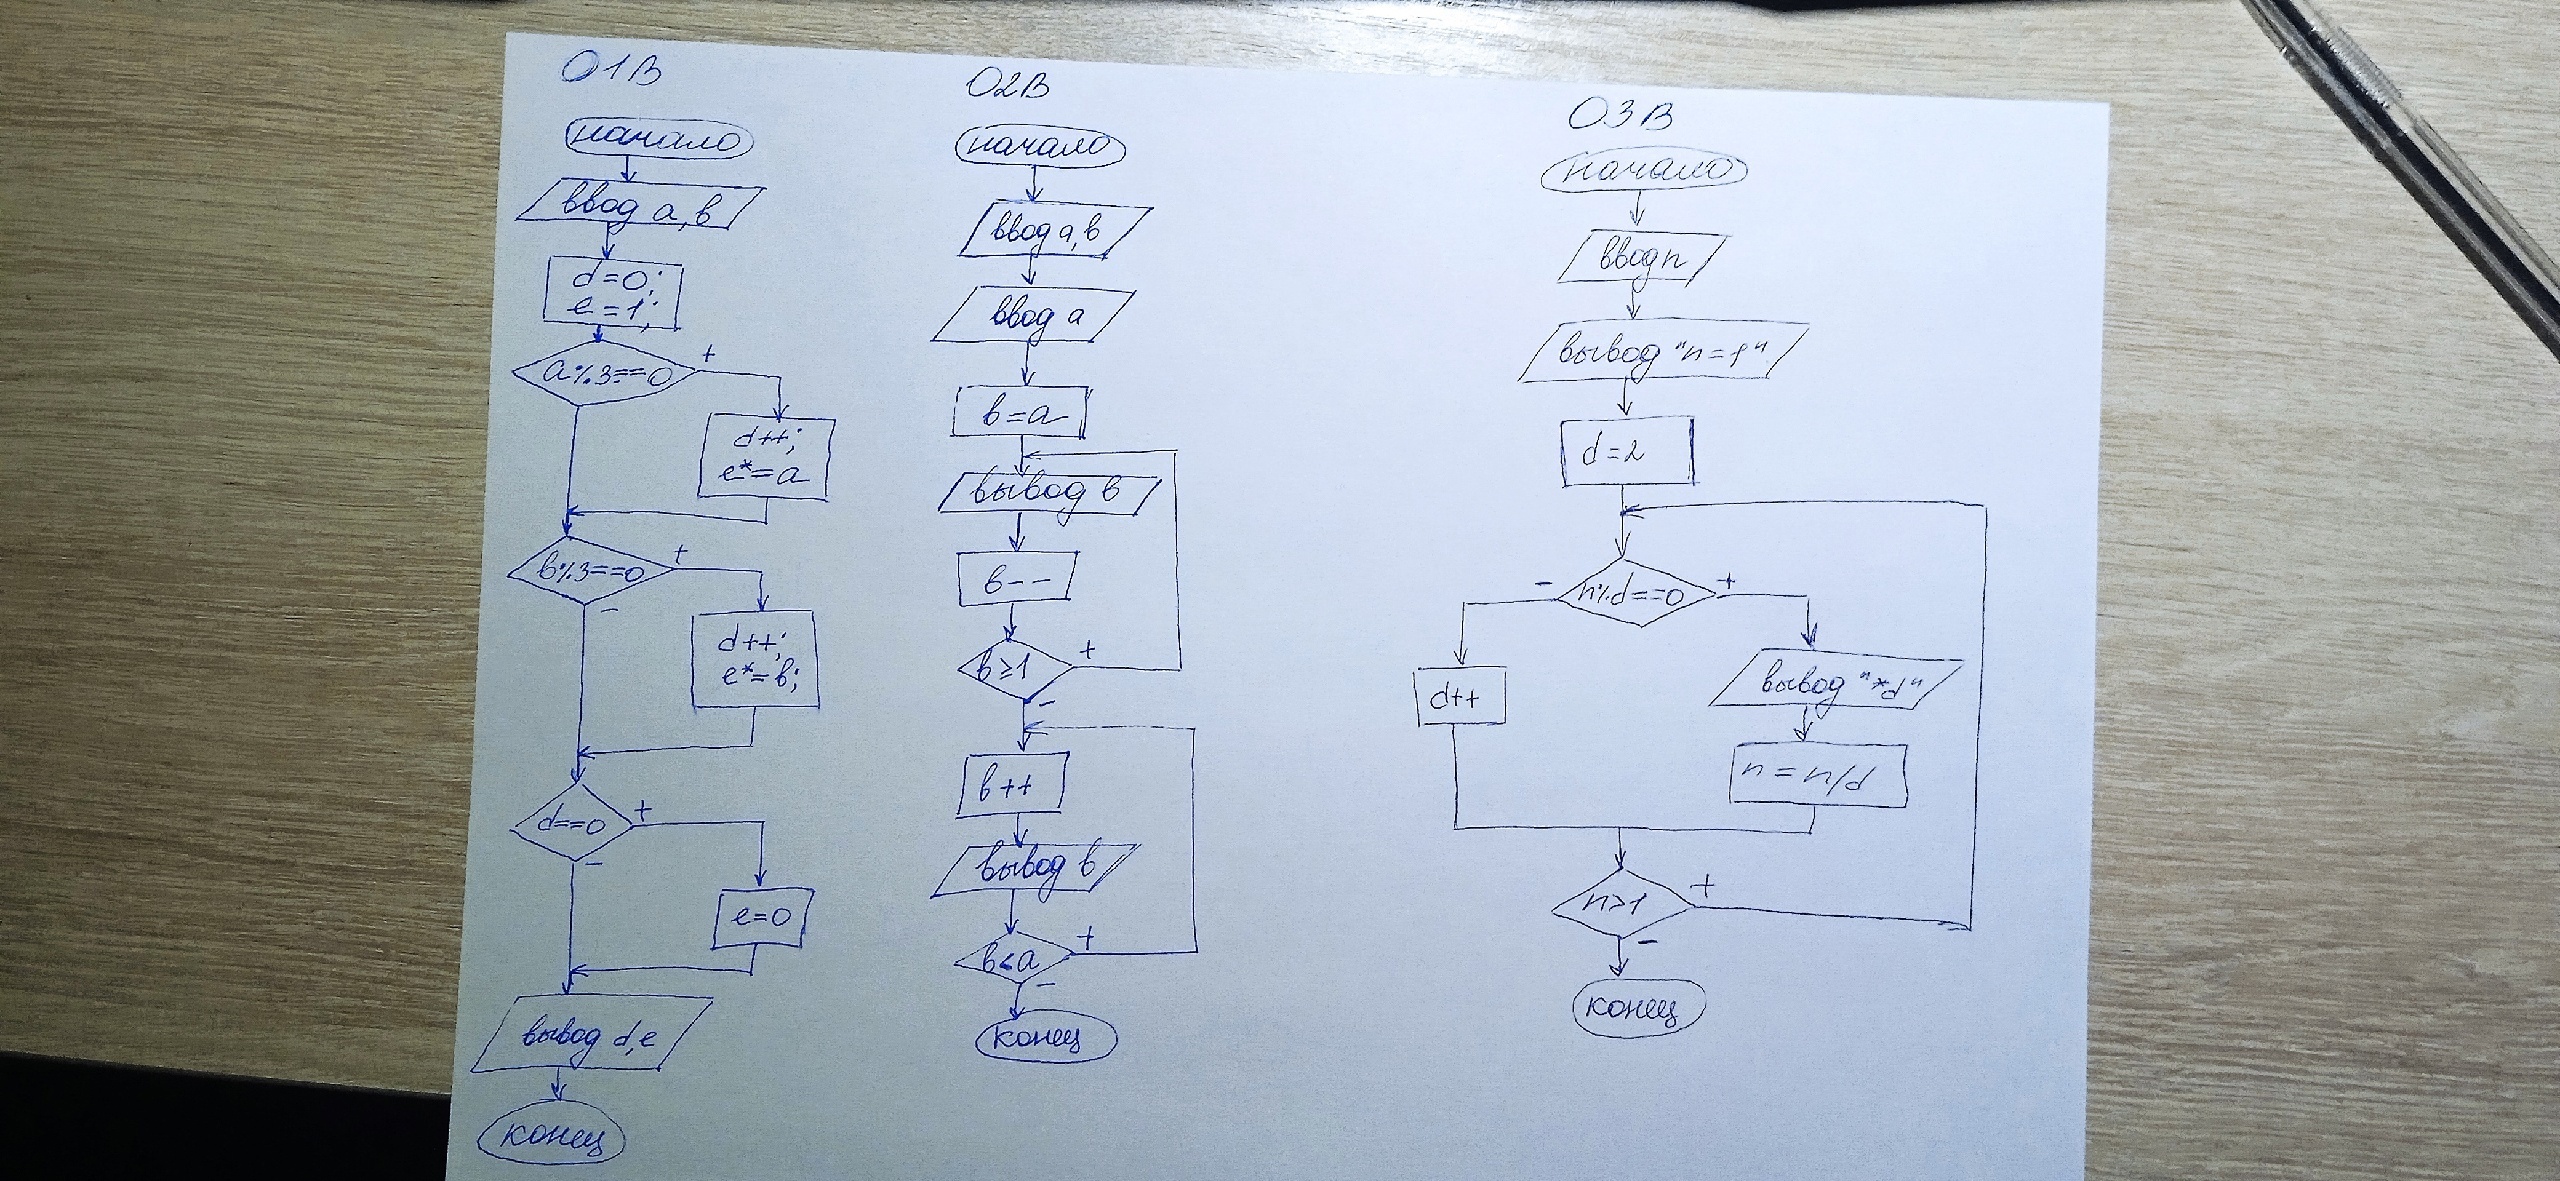 01В
начало
ввод а, в
d=0;
e=1;
a%3==0
+
d++;
e*=a
в%3==0
+
-
d++;
e*=в;
d==0
+
-
e=0
вывод d,e
конец
02В
начало
ввод а,в
ввод а
в=а
вывод в
в--
в≥1
+
-
в++
вывод в
в<а
+
-
конец
03В
начало
ввод n
вывод "n=1"
d=2
-
n%d==0
+
d++
вывод "*d"
n=n/d
n>1
+
-
конец